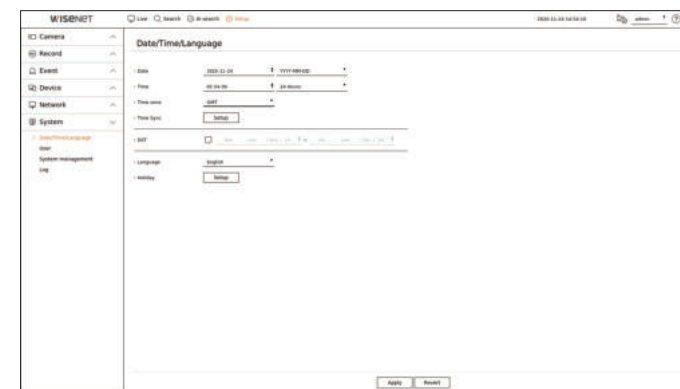 WISENET
Live Search AI search Setup
admin
Camera
Record
Event
Device
Network
System
Date/Time/Language
User
System management
Log
Date/Time/Language
Date YYYY-MM-DD
Time 24 Hours
Time zone GMT
Time Sync Setup
DST
Language English
Holiday Setup
Apply Revert